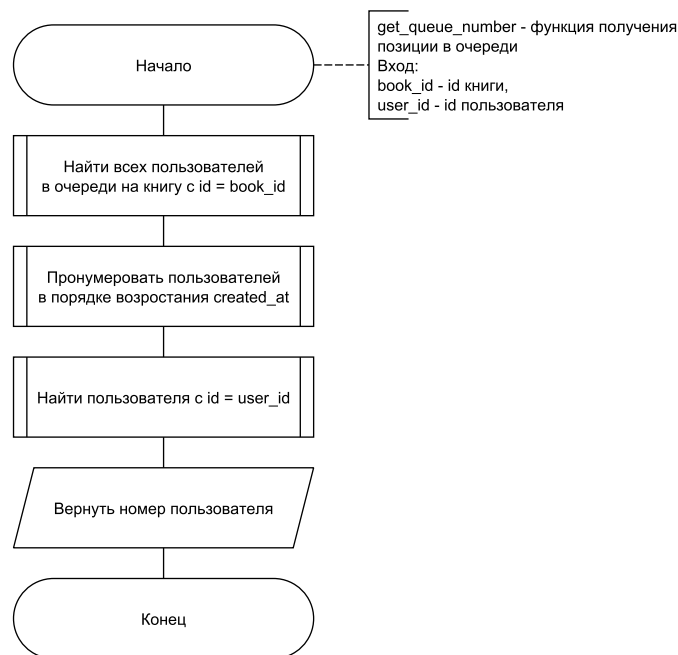 Начало
get_queue_number - функция получения
позиции в очереди
Вход:
book_id - id книги,
user_id - id пользователя
Найти всех пользователей
в очереди на книгу с id = book_id
Пронумеровать пользователей
в порядке возростания created_at
Найти пользователя с id = user_id
Вернуть номер пользователя
Конец